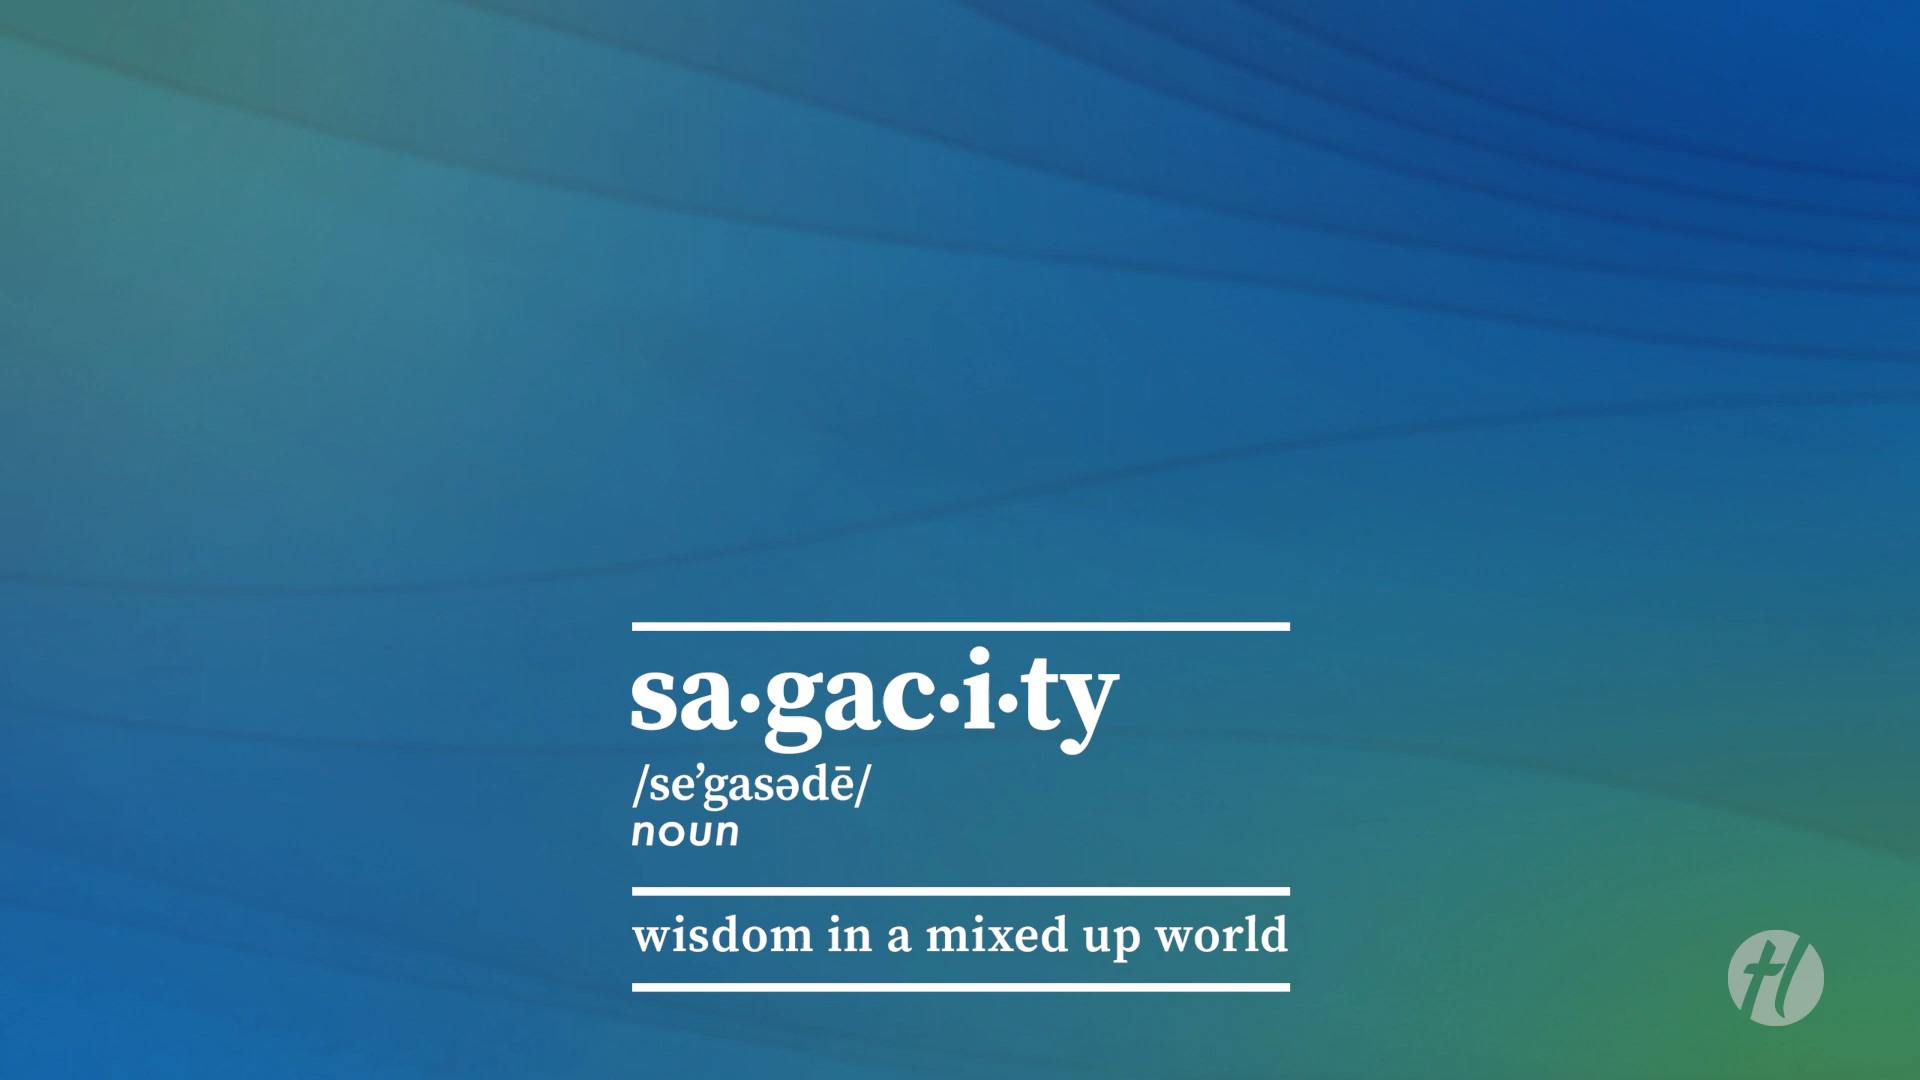 sa•gac•i•ty
/se’gasədē/
noun
wisdom in a mixed up world